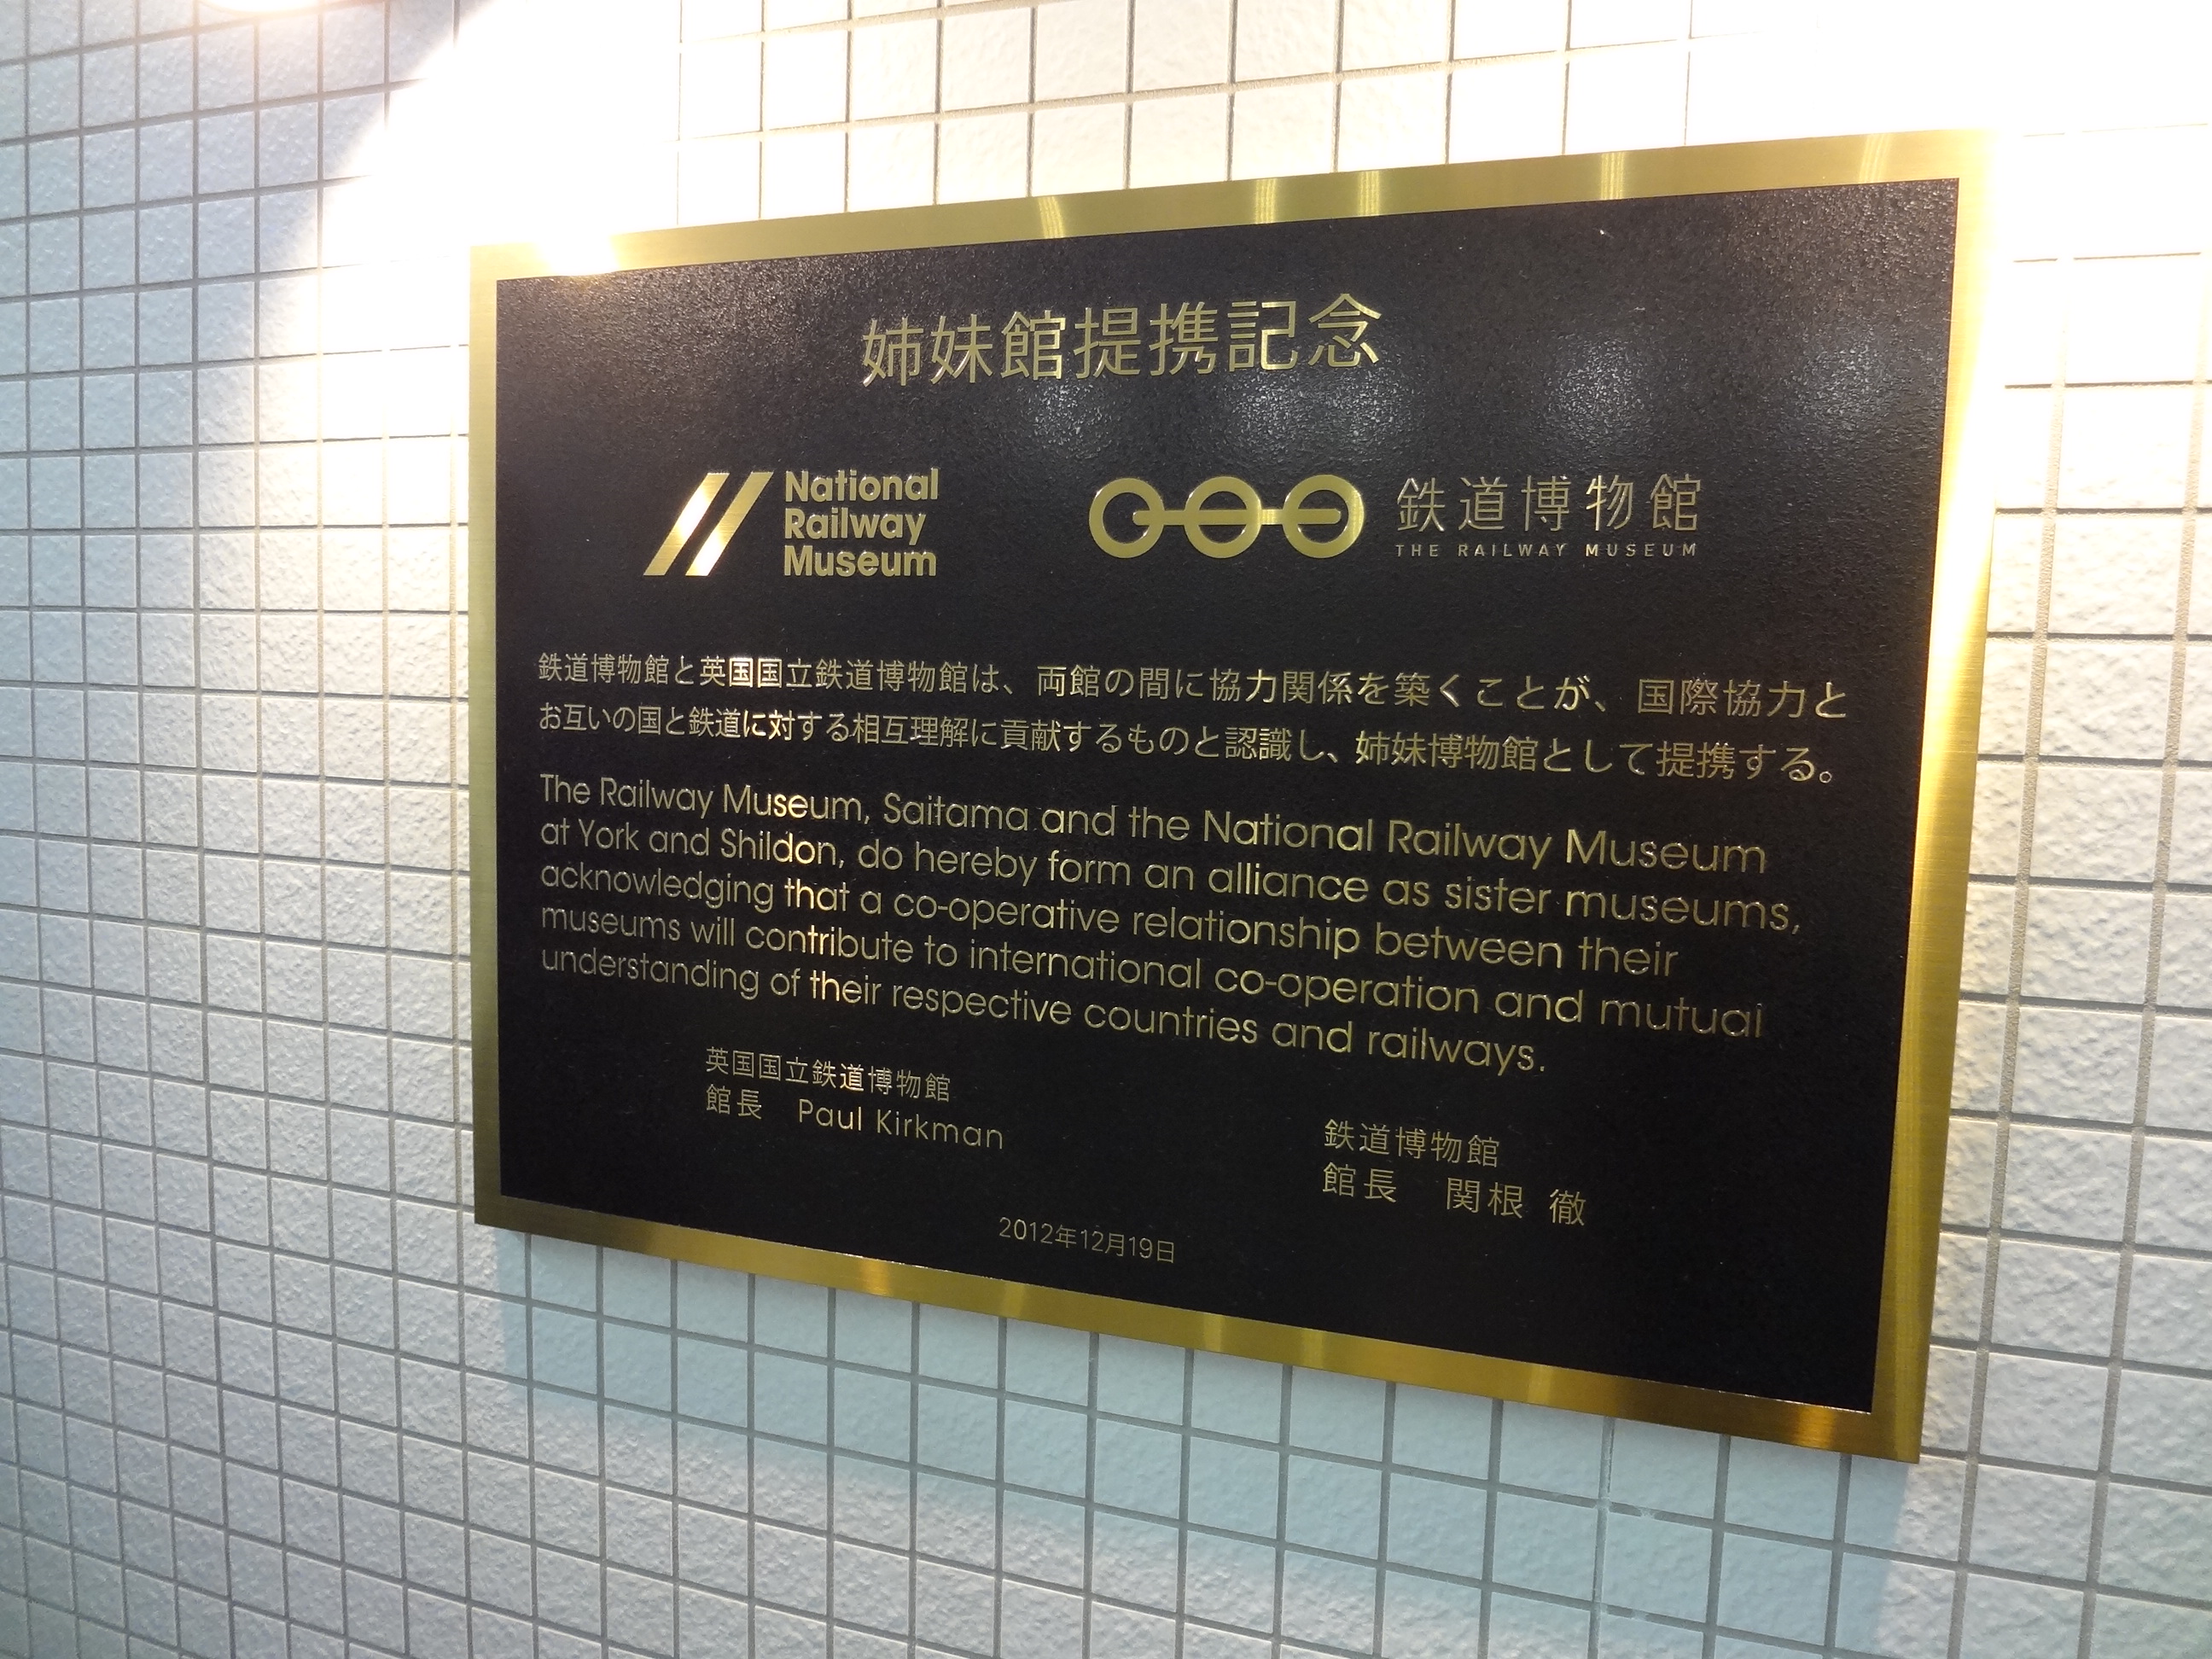 姉妹館提携記念
National
Railway
Museum
鉄道博物館
THE RAILWAY MUSEUM
鉄道博物館と英国国立鉄道博物館は、両館の間に協力関係を築くことが、国際協力と
お互いの国と鉄道に対する相互理解に貢献するものと認識し、姉妹博物館として提携する。
The Railway Museum, Saitama and the National Railway Museum
at York and Shildon, do hereby form an alliance as sister museums,
acknowledging that a co-operative relationship between their
museums will contribute to international co-operation and mutual
understanding of their respective countries and railways.
英国国立鉄道博物館
館長　Paul Kirkman
鉄道博物館
館長　関根 徹
2012年12月19日